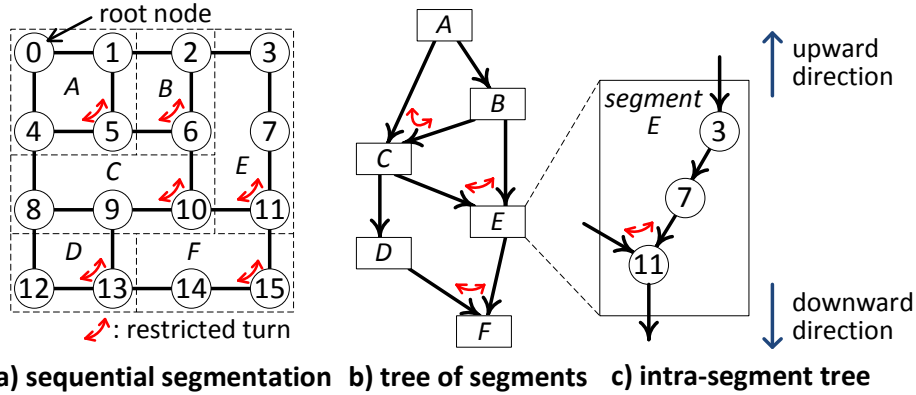 root node
0 1 2 3
A B
4 5 6 7
C E
8 9 10 11
D F
12 13 14 15
: restricted turn
a) sequential segmentation
A
B
C
E
D
F
b) tree of segments
segment
E
3
7
11
c) intra-segment tree
upward
direction
downward
direction